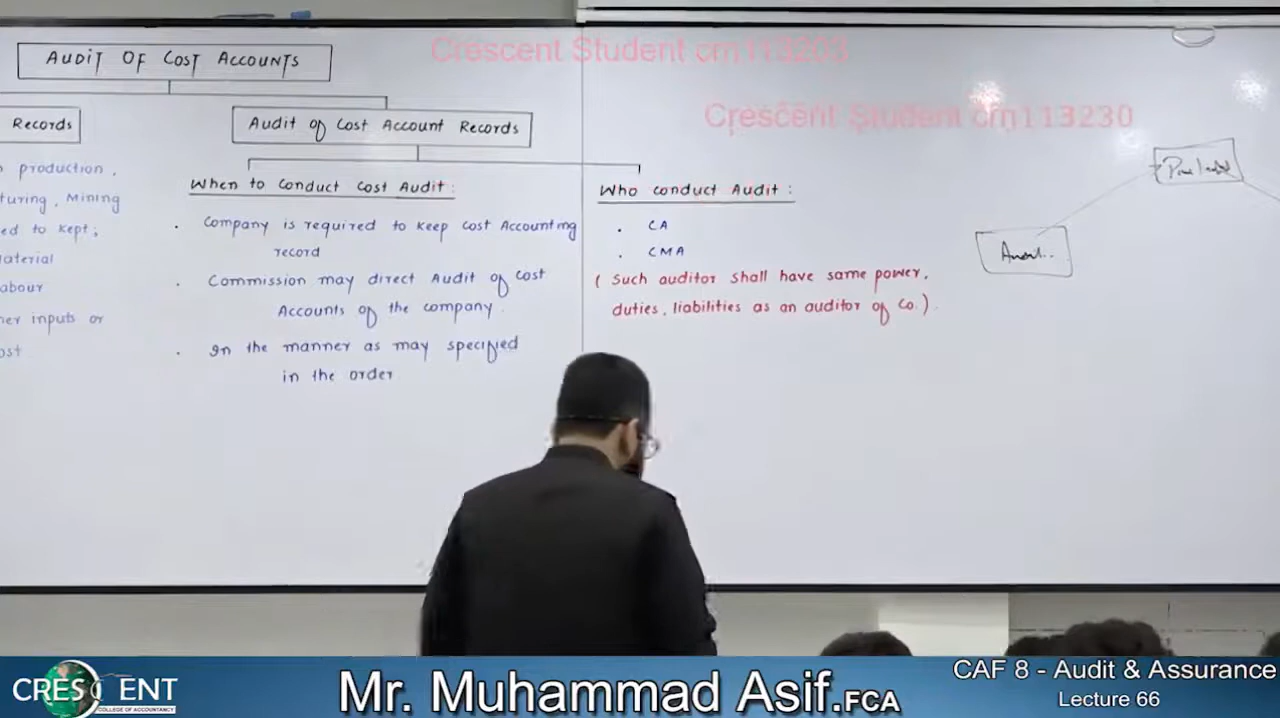 Crescent Student crn113203
Crescent Student crn113230
AUDIT OF COST ACCOUNTS
Records
production,
turing, Mining
ed to kept;
aterial
abour
her inputs or
ost
Audit of Cost Account Records
When to Conduct Cost Audit:
. Company is required to keep Cost Accounting
record
. Commission may direct Audit of Cost
Accounts of the company.
. In the manner as may specified
in the order
Who conduct Audit:
. CA
. CMA
( Such auditor shall have same power,
duties, liabilities as an auditor of Co.).
CRESCENT
COLLEGE OF ACCOUNTANCY
Mr. Muhammad Asif.FCA
CAF 8 - Audit & Assurance
Lecture 66